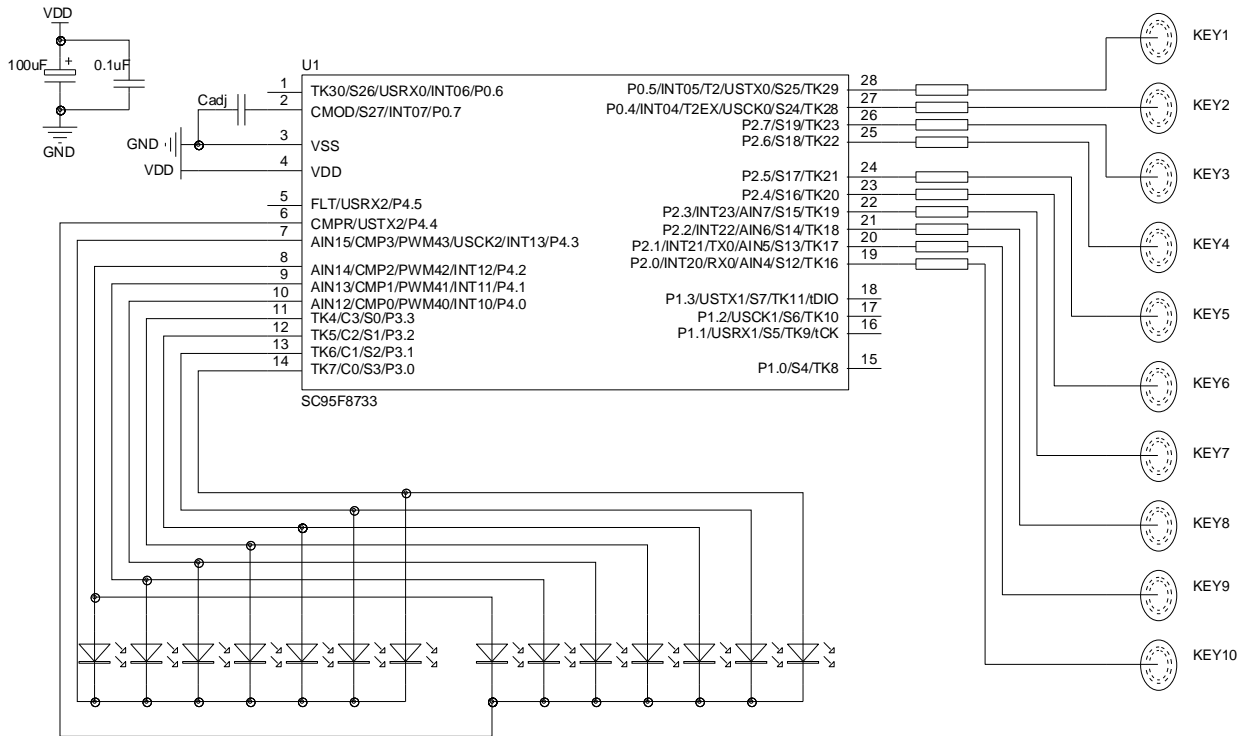 VDD
100uF
+
0.1uF
GND
U1
Cadj
GND
VDD
1 TK30/S26/USRX0/INT06/P0.6
2 CMOD/S27/INT07/P0.7
3 VSS
4 VDD
5 FLT/USRX2/P4.5
6 CMPR/USTX2/P4.4
7 AIN15/CMP3/PWM43/USCK2/INT13/P4.3
8 AIN14/CMP2/PWM42/INT12/P4.2
9 AIN13/CMP1/PWM41/INT11/P4.1
10 AIN12/CMP0/PWM40/INT10/P4.0
11 TK4/C3/S0/P3.3
12 TK5/C2/S1/P3.2
13 TK6/C1/S2/P3.1
14 TK7/C0/S3/P3.0
P0.5/INT05/T2/USTX0/S25/TK29 28
P0.4/INT04/T2EX/USCK0/S24/TK28 27
P2.7/S19/TK23 26
P2.6/S18/TK22 25
P2.5/S17/TK21 24
P2.4/S16/TK20 23
P2.3/INT23/AIN7/S15/TK19 22
P2.2/INT22/AIN6/S14/TK18 21
P2.1/INT21/TX0/AIN5/S13/TK17 20
P2.0/INT20/RX0/AIN4/S12/TK16 19
P1.3/USTX1/S7/TK11/tDIO 18
P1.2/USCK1/S6/TK10 17
P1.1/USRX1/S5/TK9/tCK 16
P1.0/S4/TK8 15
SC95F8733
KEY1
KEY2
KEY3
KEY4
KEY5
KEY6
KEY7
KEY8
KEY9
KEY10